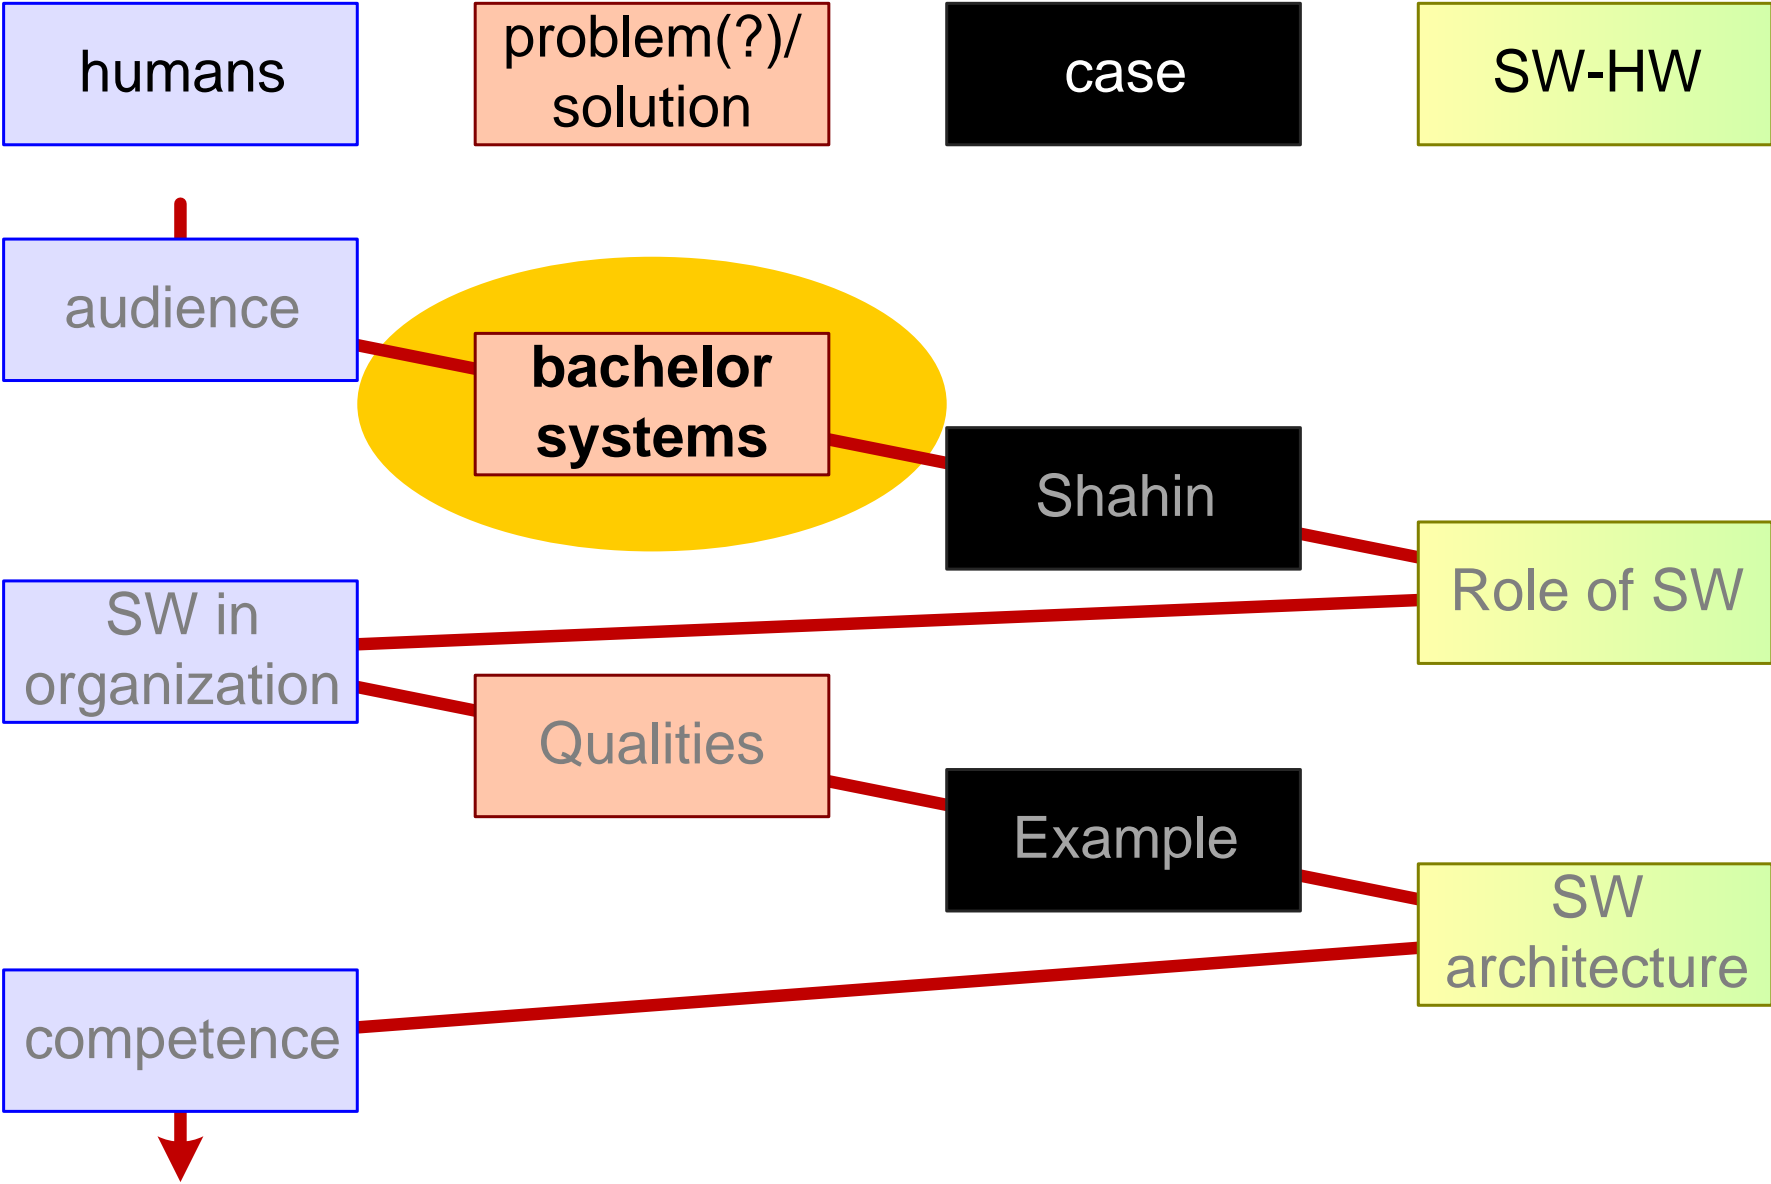 humans
problem(?)/
solution
case
SW-HW
audience
bachelor
systems
Shahin
Role of SW
SW in
organization
Qualities
Example
SW
architecture
competence